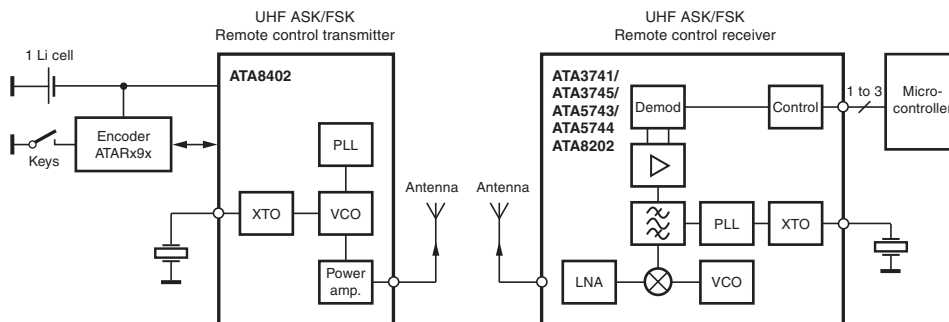 UHF ASK/FSK
Remote control transmitter
1 Li cell
ATA8402
Encoder
ATARx9x
Keys
PLL
XTO
VCO
Power
amp.
Antenna
UHF ASK/FSK
Remote control receiver
Antenna
ATA3741/
ATA3745/
ATA5743/
ATA5744
ATA8202
Demod
Control
1 to 3
Micro-
controller
PLL
XTO
LNA
VCO